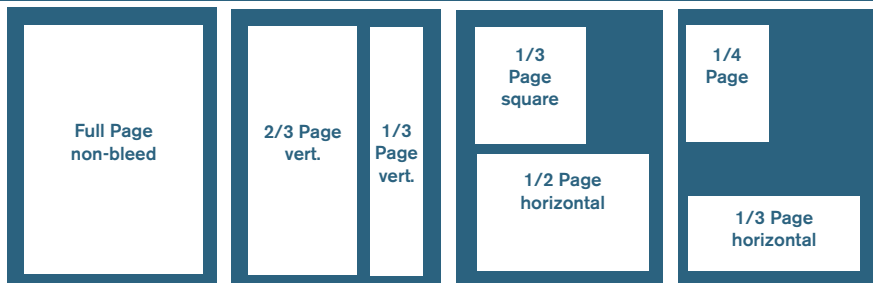 Full Page
non-bleed
2/3 Page
vert.
1/3
Page
vert.
1/3
Page
square
1/2 Page
horizontal
1/4
Page
1/3 Page
horizontal